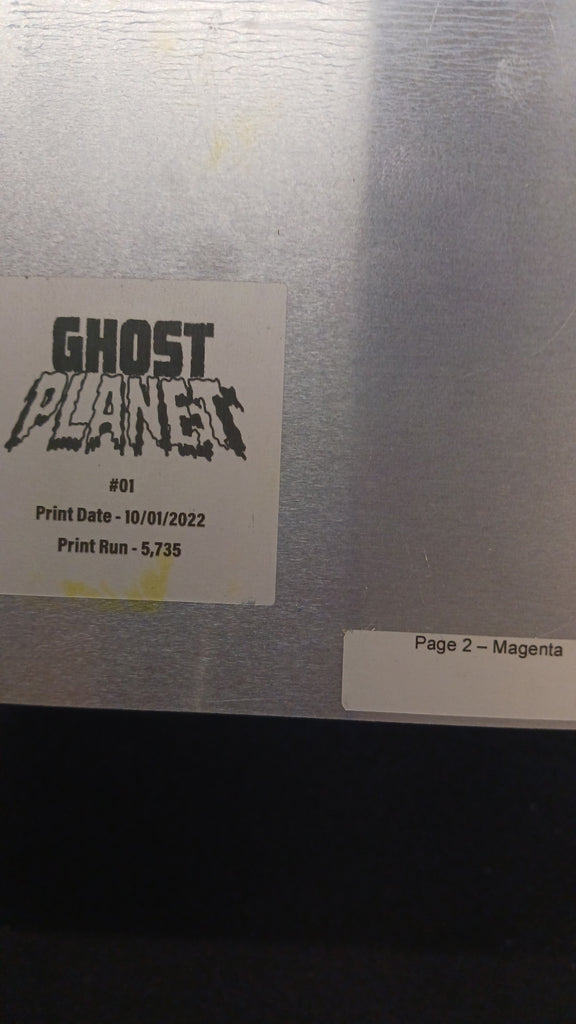 GHOST
PLANET
#01
Print Date - 10/01/2022
Print Run - 5,735
Page 2 – Magenta